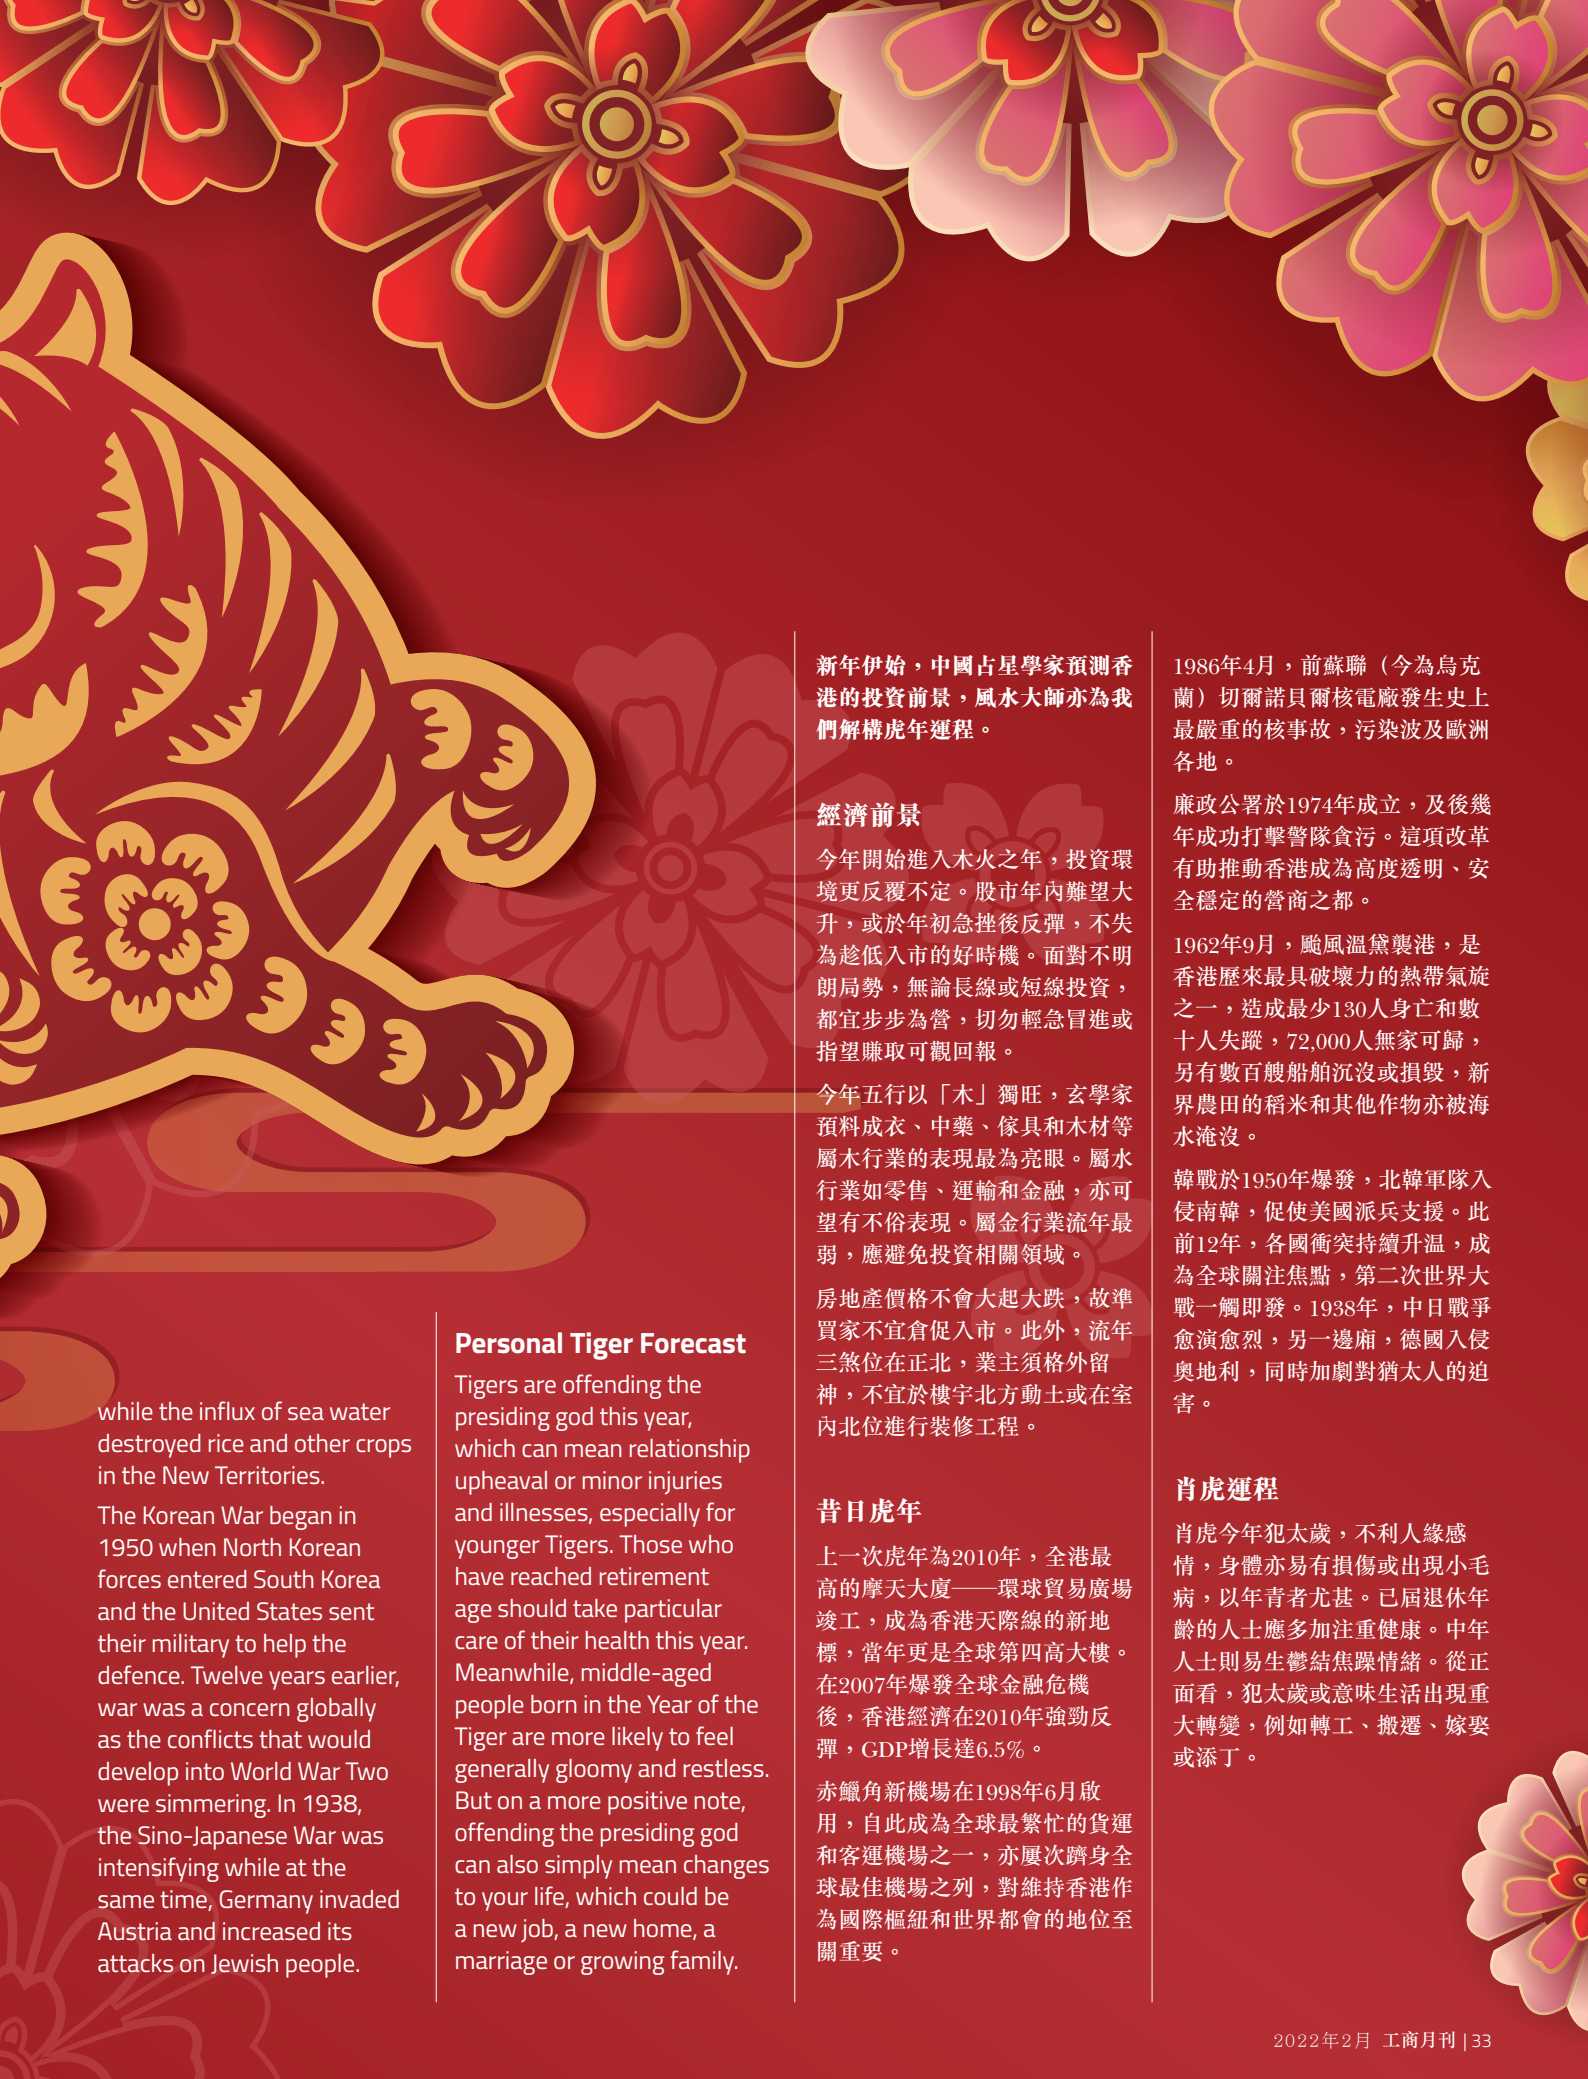 while the influx of sea water
destroyed rice and other crops
in the New Territories.
The Korean War began in
1950 when North Korean
forces entered South Korea
and the United States sent
their military to help the
defence. Twelve years earlier,
war was a concern globally
as the conflicts that would
develop into World War Two
were simmering. In 1938,
the Sino-Japanese War was
intensifying while at the
same time, Germany invaded
Austria and increased its
attacks on Jewish people.
Personal Tiger Forecast
Tigers are offending the
presiding god this year,
which can mean relationship
upheaval or minor injuries
and illnesses, especially for
younger Tigers. Those who
have reached retirement
age should take particular
care of their health this year.
Meanwhile, middle-aged
people born in the Year of the
Tiger are more likely to feel
generally gloomy and restless.
But on a more positive note,
offending the presiding god
can also simply mean changes
to your life, which could be
a new job, a new home, a
marriage or growing family.
新年伊始，中國占星學家預測香
港的投資前景，風水大師亦為我
們解構虎年運程。
經濟前景
今年開始進入木火之年，投資環
境更反覆不定。股市年內難望大
升，或於年初急挫後反彈，不失
為趁低入市的好時機。面對不明
朗局勢，無論長線或短線投資，
都宜步步為營，切勿輕急冒進或
指望賺取可觀回報。
今年五行以「木」獨旺，玄學家
預料成衣、中藥、傢具和木材等
屬木行業的表現最為亮眼。屬水
行業如零售、運輸和金融，亦可
望有不俗表現。屬金行業流年最
弱，應避免投資相關領域。
房地產價格不會大起大跌，故準
買家不宜倉促入市。此外，流年
三煞位在正北，業主須格外留
神，不宜於樓宇北方動土或在室
內北位進行裝修工程。
昔日虎年
上一次虎年為2010年，全港最
高的摩天大廈——環球貿易廣場
竣工，成為香港天際線的新地
標，當年更是全球第四高大樓。
在2007年爆發全球金融危機
後，香港經濟在2010年強勁反
彈，GDP增長達6.5%。
赤鱲角新機場在1998年6月啟
用，自此成為全球最繁忙的貨運
和客運機場之一，亦屢次躋身全
球最佳機場之列，對維持香港作
為國際樞紐和世界都會的地位至
關重要。
1986年4月，前蘇聯（今為烏克
蘭）切爾諾貝爾核電廠發生史上
最嚴重的核事故，污染波及歐洲
各地。
廉政公署於1974年成立，及後幾
年成功打擊警隊貪污。這項改革
有助推動香港成為高度透明、安
全穩定的營商之都。
1962年9月，颱風溫黛襲港，是
香港歷來最具破壞力的熱帶氣旋
之一，造成最少130人身亡和數
十人失蹤，72,000人無家可歸，
另有數百艘船舶沉沒或損毀，新
界農田的稻米和其他作物亦被海
水淹沒。
韓戰於1950年爆發，北韓軍隊入
侵南韓，促使美國派兵支援。此
前12年，各國衝突持續升温，成
為全球關注焦點，第二次世界大
戰一觸即發。1938年，中日戰爭
愈演愈烈，另一邊廂，德國入侵
奧地利，同時加劇對猶太人的迫
害。
肖虎運程
肖虎今年犯太歲，不利人緣感
情，身體亦易有損傷或出現小毛
病，以年青者尤甚。已屆退休年
齡的人士應多加注重健康。中年
人士則易生鬱結焦躁情緒。從正
面看，犯太歲或意味生活出現重
大轉變，例如轉工、搬遷、嫁娶
或添丁。
2022年2月 工商月刊 | 33